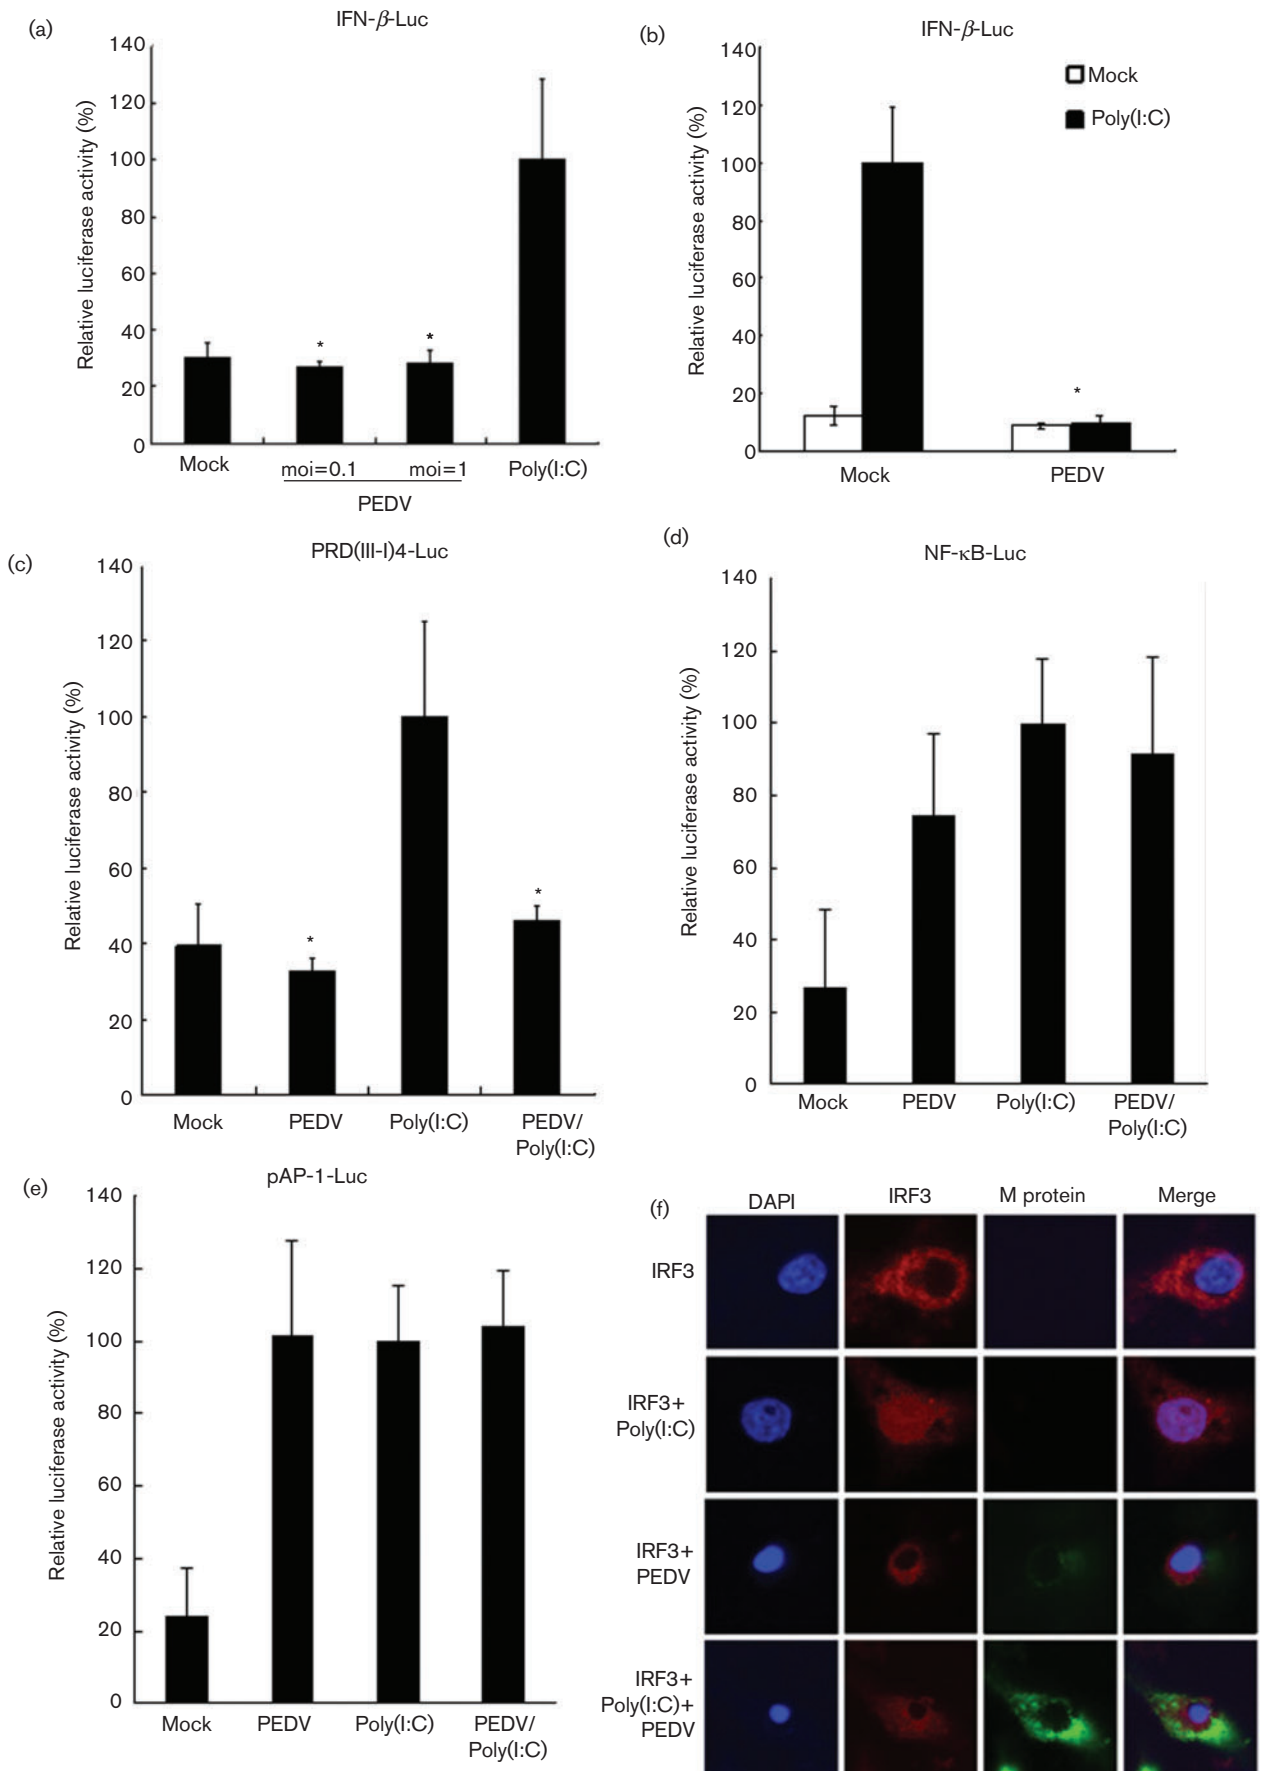 (a)
IFN-β-Luc
Relative luciferase activity (%)
140
120
100
80
60
40
20
0
*
*
Mock
moi=0.1
moi=1
Poly(I:C)
PEDV
(b)
IFN-β-Luc
Relative luciferase activity (%)
140
120
100
80
60
40
20
0
Mock
Poly(I:C)
*
Mock
PEDV
(c)
PRD(III-I)4-Luc
Relative luciferase activity (%)
140
120
100
80
60
40
20
0
*
*
Mock
PEDV
Poly(I:C)
PEDV/
Poly(I:C)
(d)
NF-κB-Luc
Relative luciferase activity (%)
140
120
100
80
60
40
20
0
Mock
PEDV
Poly(I:C)
PEDV/
Poly(I:C)
(e)
pAP-1-Luc
Relative luciferase activity (%)
140
120
100
80
60
40
20
0
Mock
PEDV
Poly(I:C)
PEDV/
Poly(I:C)
(f)
DAPI
IRF3
M protein
Merge
IRF3
IRF3+
Poly(I:C)
IRF3+
PEDV
IRF3+
Poly(I:C)+
PEDV